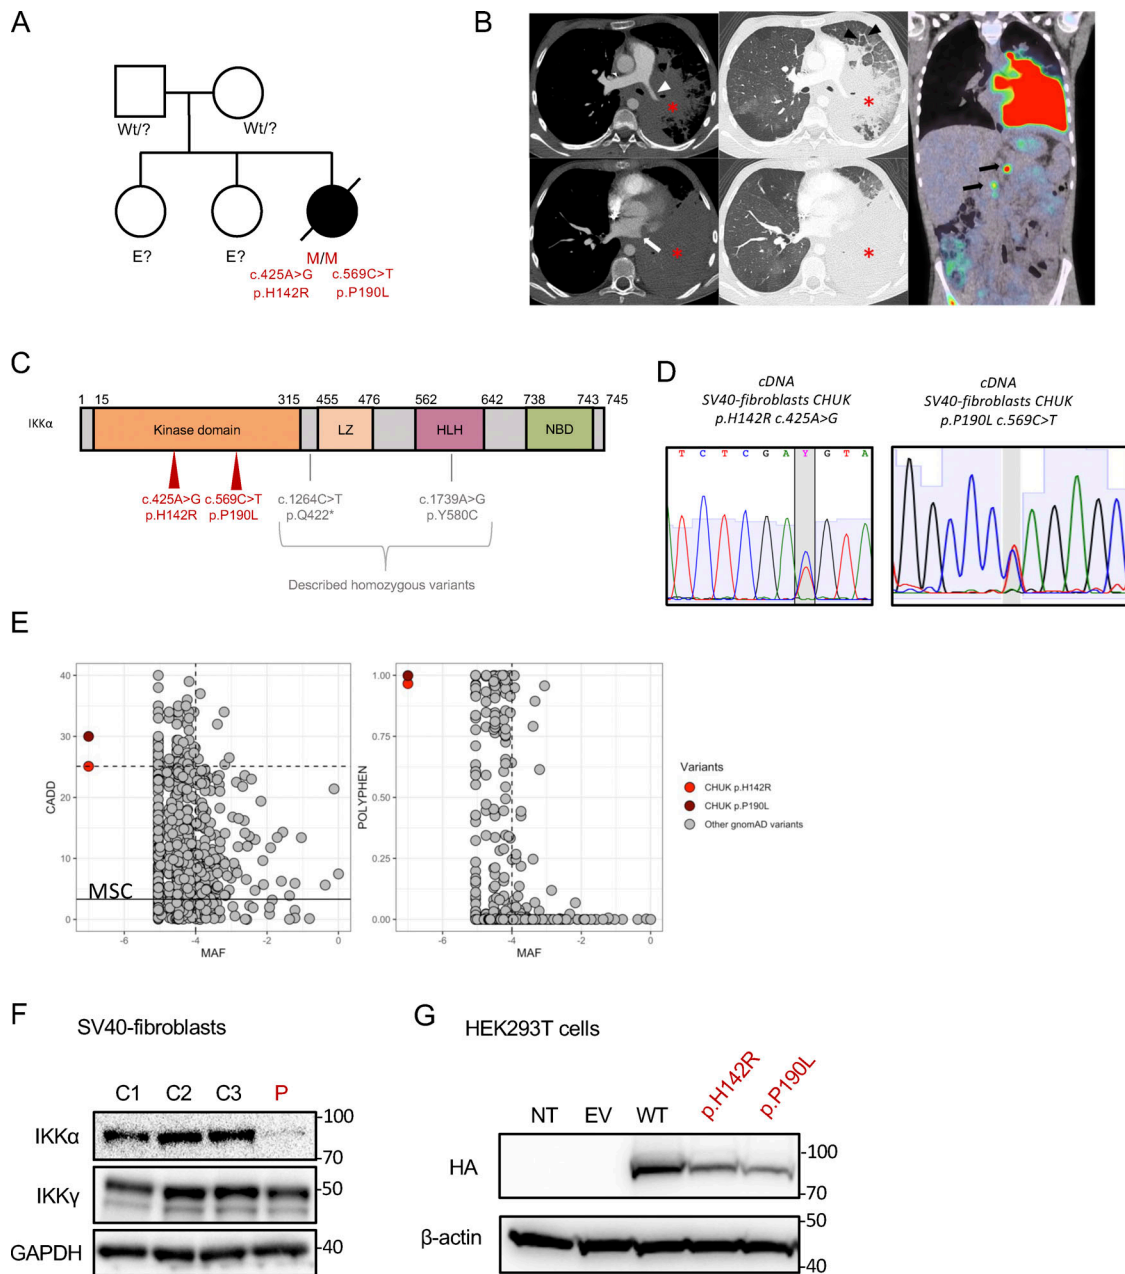 A
Wt/?
Wt/?
E?
E?
M/M
c.425A>G c.569C>T
p.H142R p.P190L
B
*
*
*
*
C
1 15 315 455 476 562 642 738 743 745
IKKα
Kinase domain
LZ
HLH
NBD
c.425A>G c.569C>T
p.H142R p.P190L
c.1264C>T
p.Q422*
c.1739A>G
p.Y580C
Described homozygous variants
D
cDNA
SV40-fibroblasts CHUK
p.H142R c.425A>G
T C T C G A Y G T A
cDNA
SV40-fibroblasts CHUK
p.P190L c.569C>T
E
40
30
20
10
0
CADD
MSC
-6 -4 -2 0
MAF
1.00
0.75
0.50
0.25
0.00
POLYPHEN
-6 -4 -2 0
MAF
Variants
CHUK p.H142R
CHUK p.P190L
Other gnomAD variants
F
SV40-fibroblasts
C1 C2 C3 P
IKKα
-100
-70
IKKγ
-50
GAPDH
-40
G
HEK293T cells
NT EV WT p.H142R p.P190L
HA
-100
-70
β-actin
-50
-40